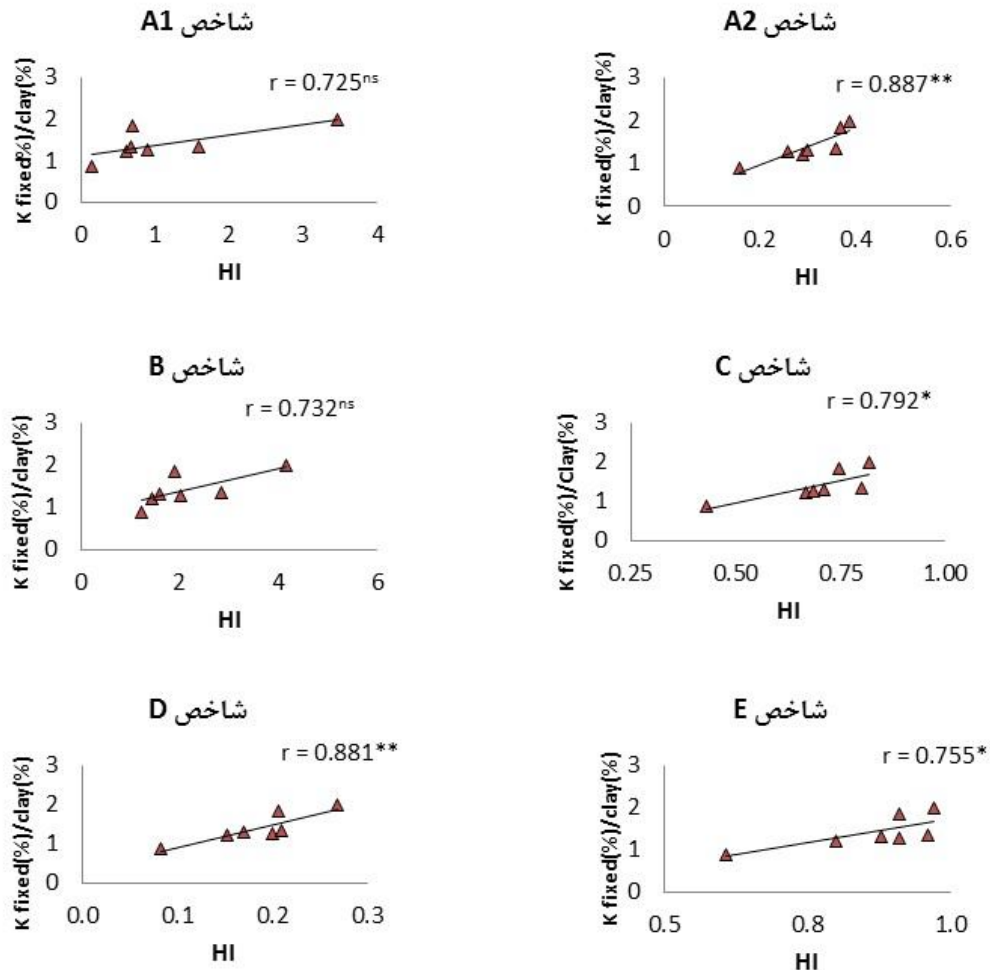 شاخص A1
r = 0.725ns
K fixed%)/clay(%)
3
2
1
0
0 1 2 3 4
HI
شاخص A2
r = 0.887**
K fixed(%)/clay(%)
3
2
1
0
0 0.2 0.4 0.6
HI
شاخص B
r = 0.732ns
K fixed(%)/clay(%)
3
2
1
0
0 2 4 6
HI
شاخص C
r = 0.792*
K fixed(%)/Clay(%)
3
2
1
0
0.25 0.50 0.75 1.00
HI
شاخص D
r = 0.881**
K fixed(%)/clay(%)
3
2
1
0
0.0 0.1 0.2 0.3
HI
شاخص E
r = 0.755*
K fixed(%)/clay(%)
3
2
1
0
0.5 0.8 1.0
HI